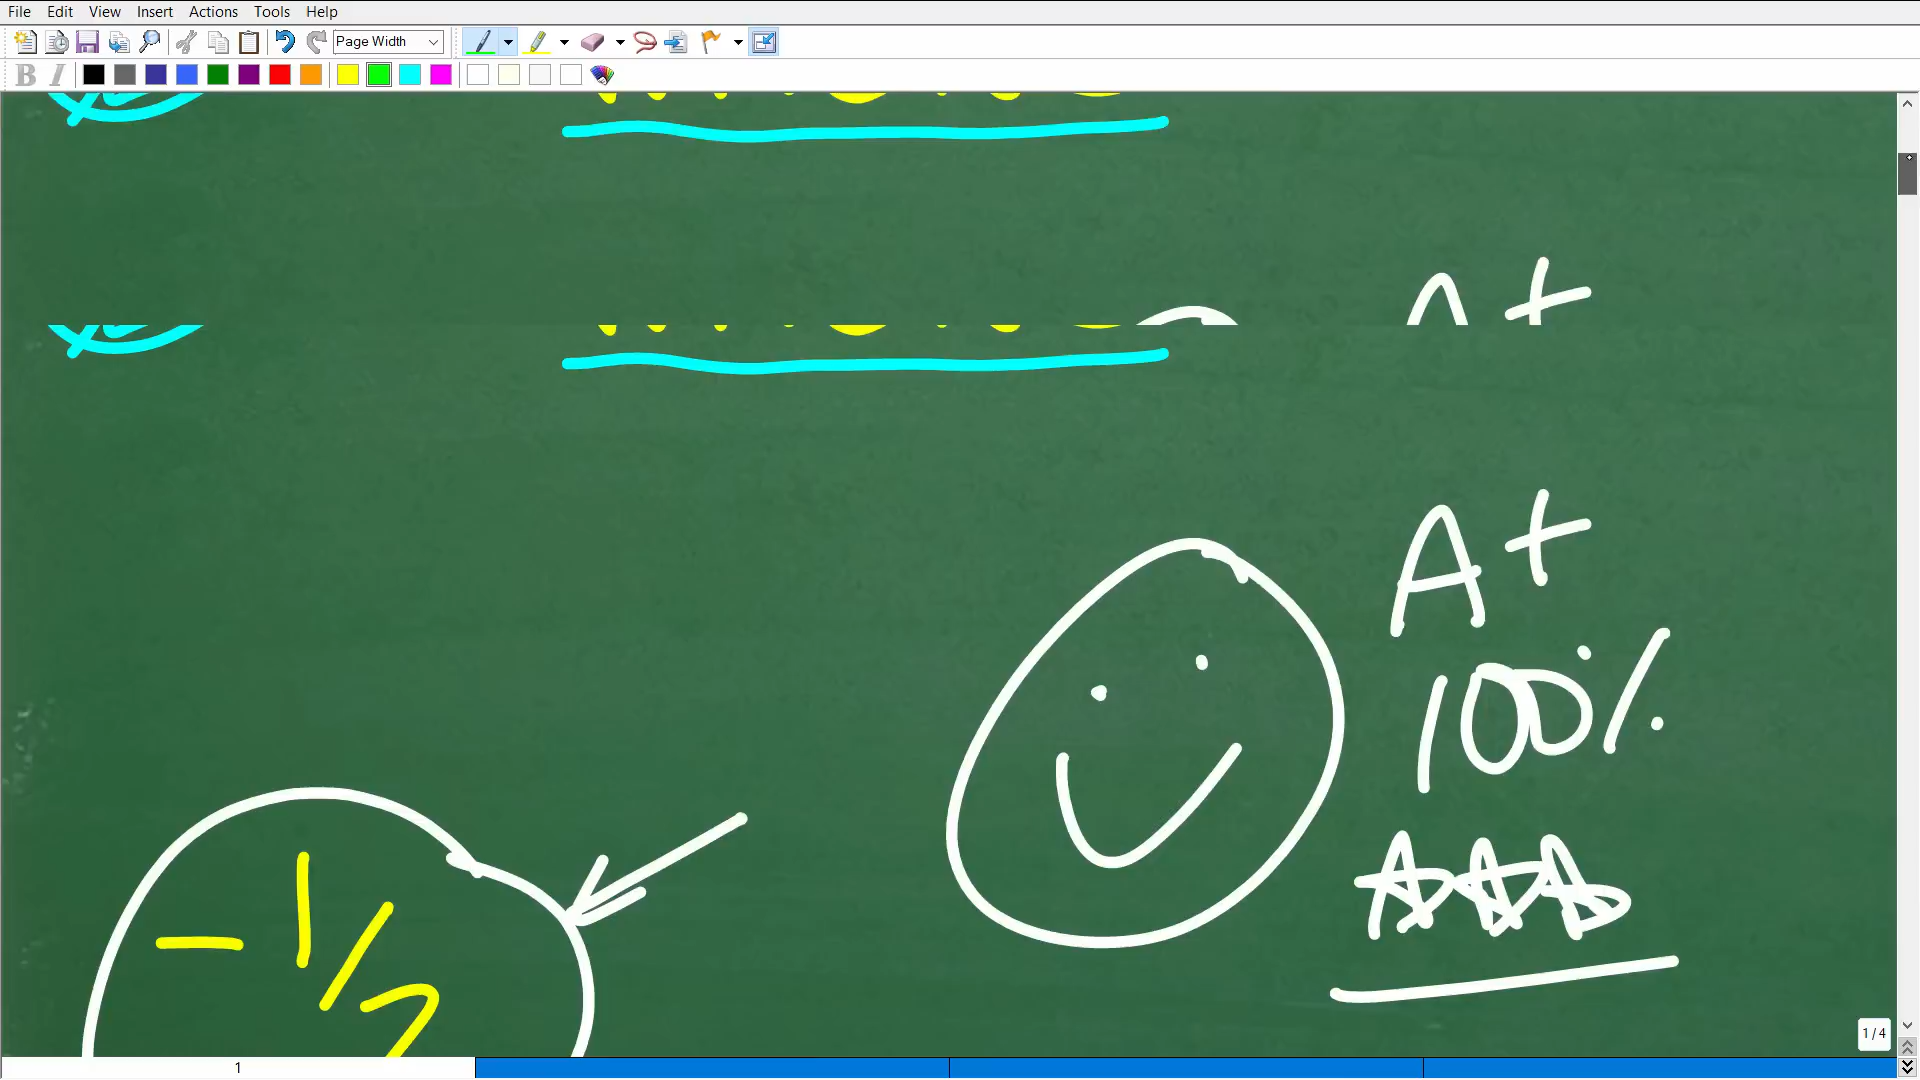 File Edit View Insert Actions Tools Help
Page Width
B I
A+
100%
- 1/2
1 / 4
1